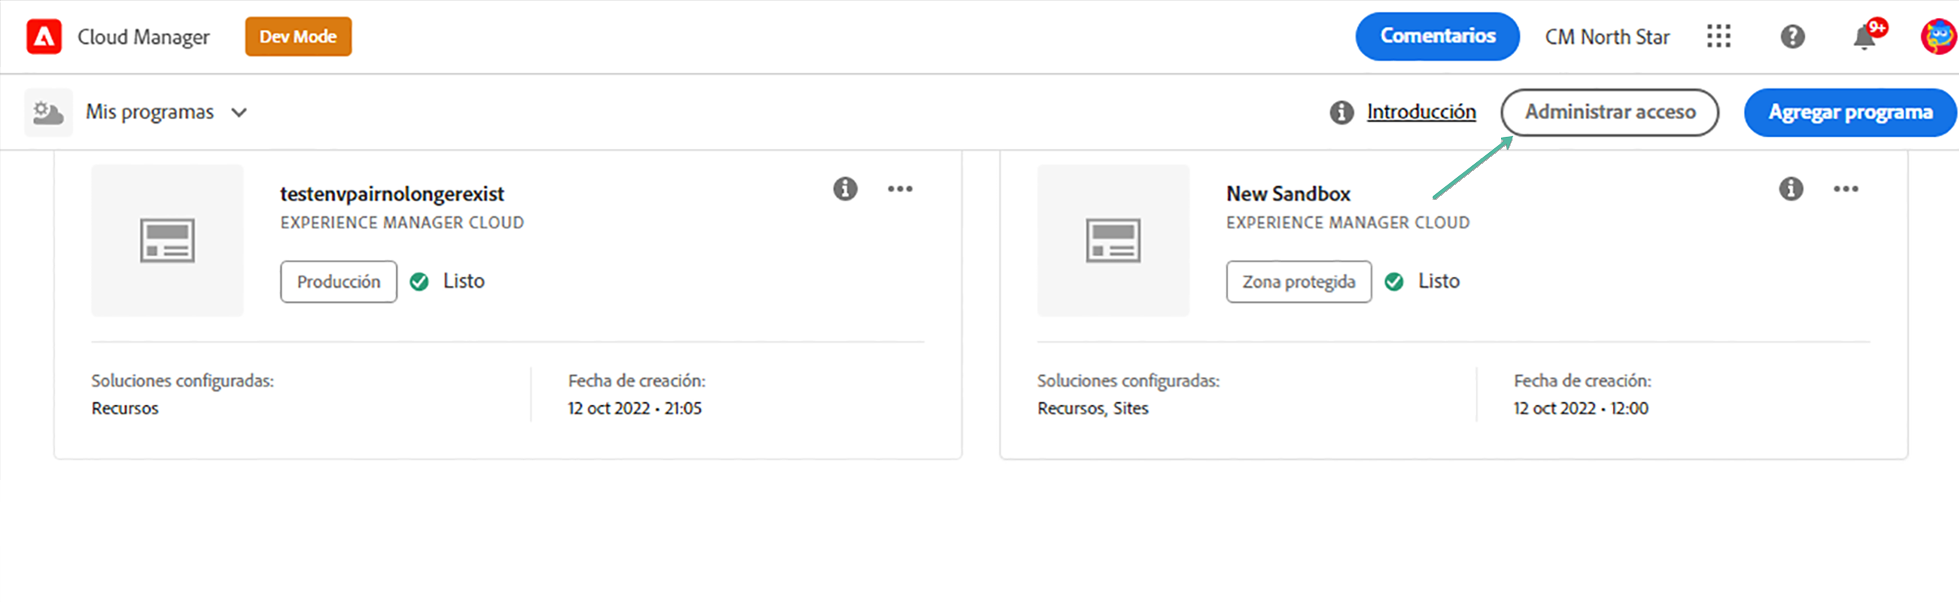 Cloud Manager Dev Mode Comentarios CM North Star 9+
Mis programas Introducción Administrar acceso Agregar programa
testenvpairnolongerexist
EXPERIENCE MANAGER CLOUD
Producción Listo
Soluciones configuradas: Fecha de creación:
Recursos 12 oct 2022 • 21:05
New Sandbox
EXPERIENCE MANAGER CLOUD
Zona protegida Listo
Soluciones configuradas: Fecha de creación:
Recursos, Sites 12 oct 2022 • 12:00